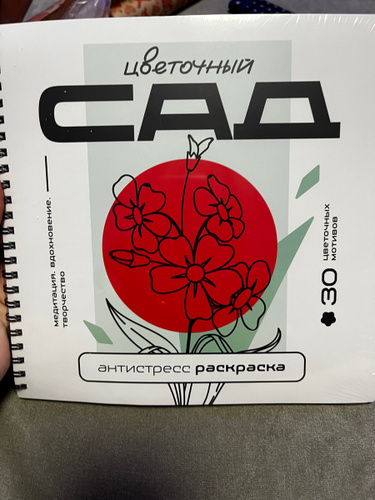 цветочный
САД
медитация. вдохновение.
творчество
30 цветочных
мотивов
антистресс раскраска